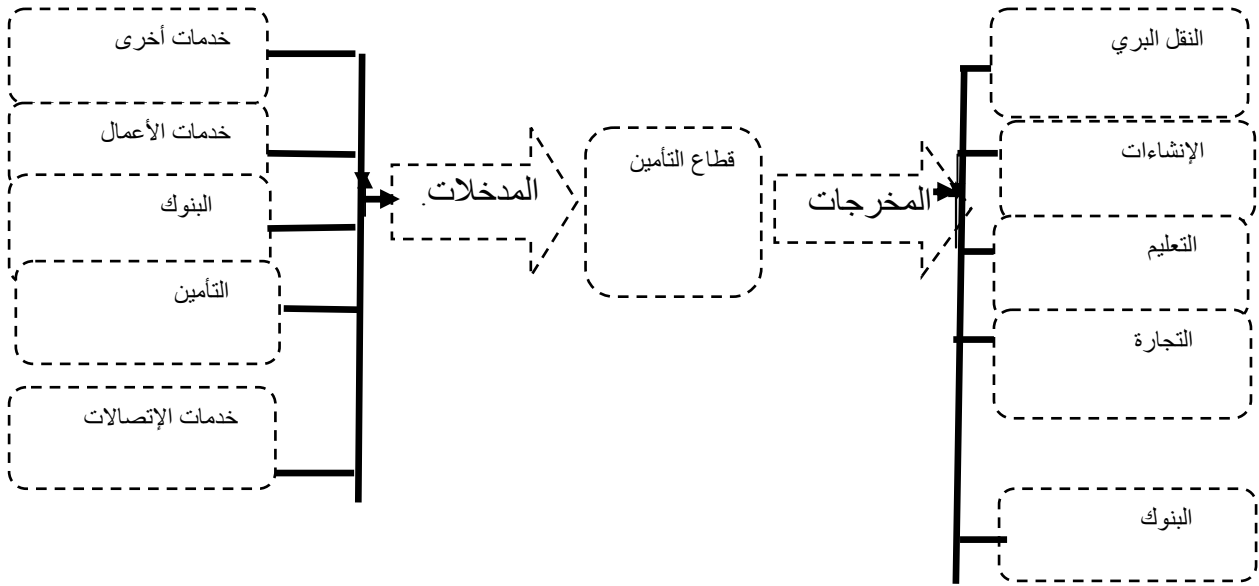 النقل البري
الإنشاءات
التعليم
التجارة
البنوك
المخرجات
قطاع التأمين
المدخلات.
خدمات أخرى
خدمات الأعمال
البنوك
التأمين
خدمات الإتصالات